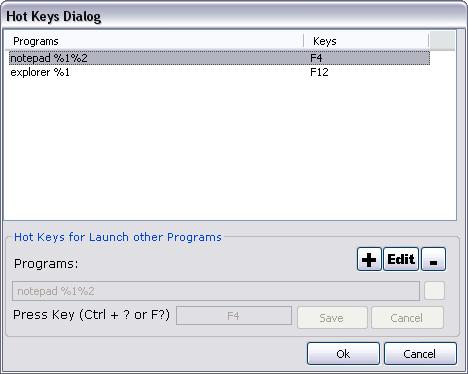 Hot Keys Dialog
Programs Keys
notepad %1%2 F4
explorer %1 F12
Hot Keys for Launch other Programs
Programs: + Edit -
notepad %1%2
Press Key (Ctrl + ? or F?) F4 Save Cancel
Ok Cancel